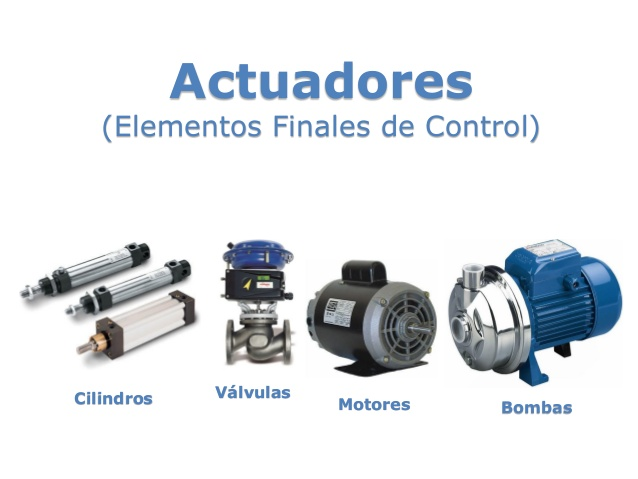 Actuadores
(Elementos Finales de Control)
Cilindros
Válvulas
Motores
Bombas